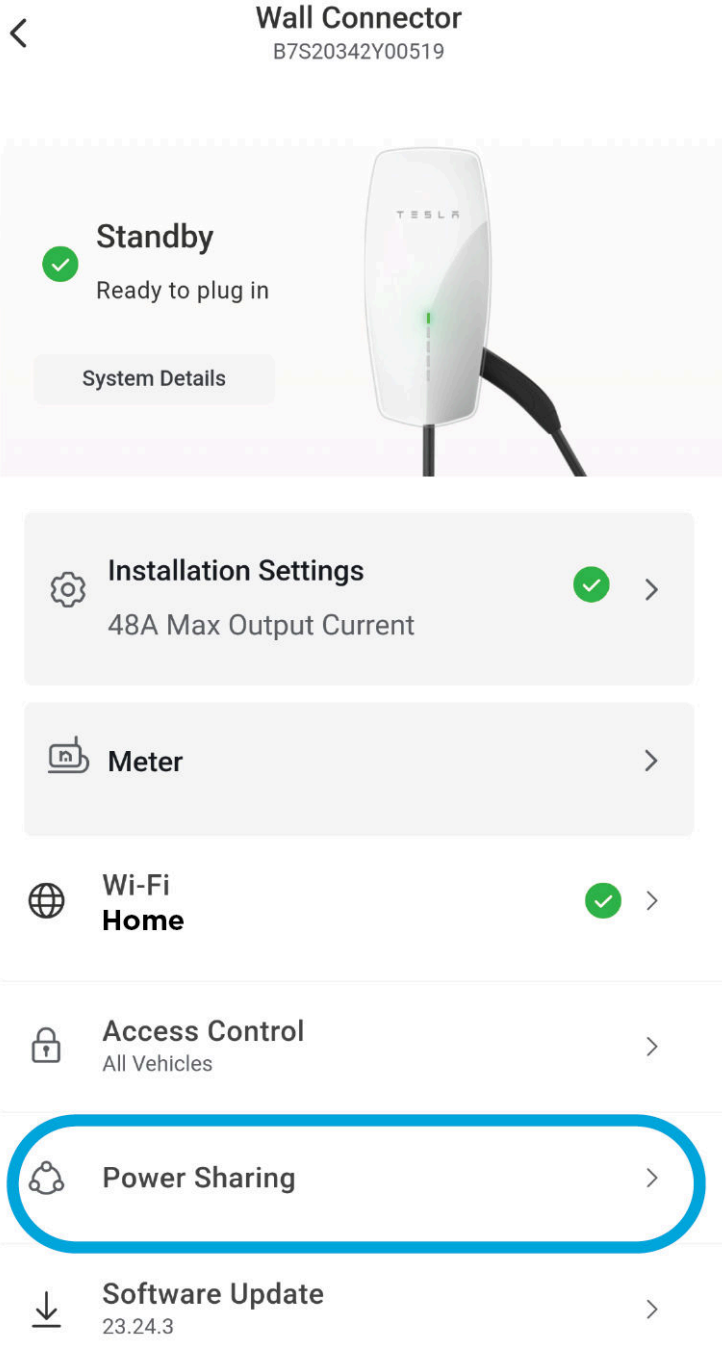 Wall Connector
B7S20342Y00519
TESLA
Standby
Ready to plug in
System Details
Installation Settings
48A Max Output Current
Meter
Wi-Fi
Home
Access Control
All Vehicles
Power Sharing
Software Update
23.24.3